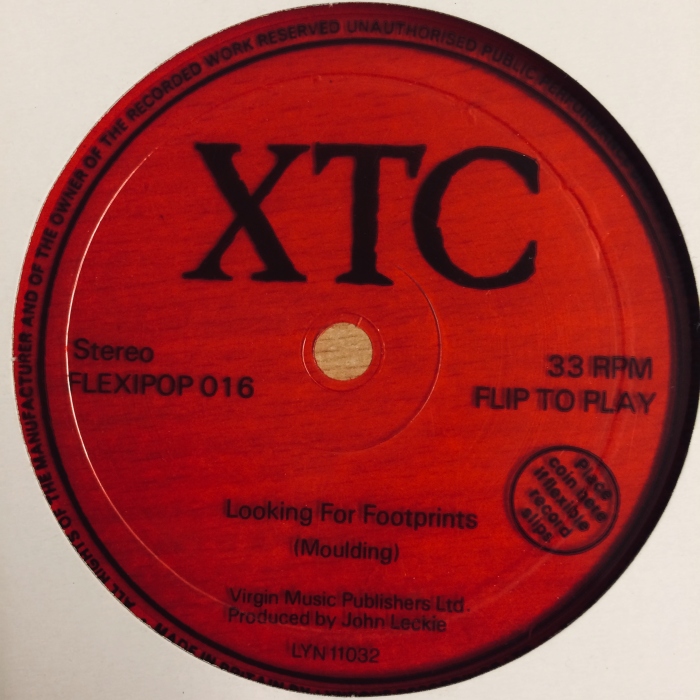 ALL RIGHTS OF THE MANUFACTURER AND OF THE OWNER OF THE RECORDED WORK RESERVED UNAUTHORISED PUBLIC
XTC
Stereo
FLEXIPOP 016
33 RPM
FLIP TO PLAY
Place
coin here
if flexible
record
slips
Looking For Footprints
(Moulding)
Virgin Music Publishers Ltd.
Produced by John Leckie
LYN 11032
MADE IN BRITAIN BY